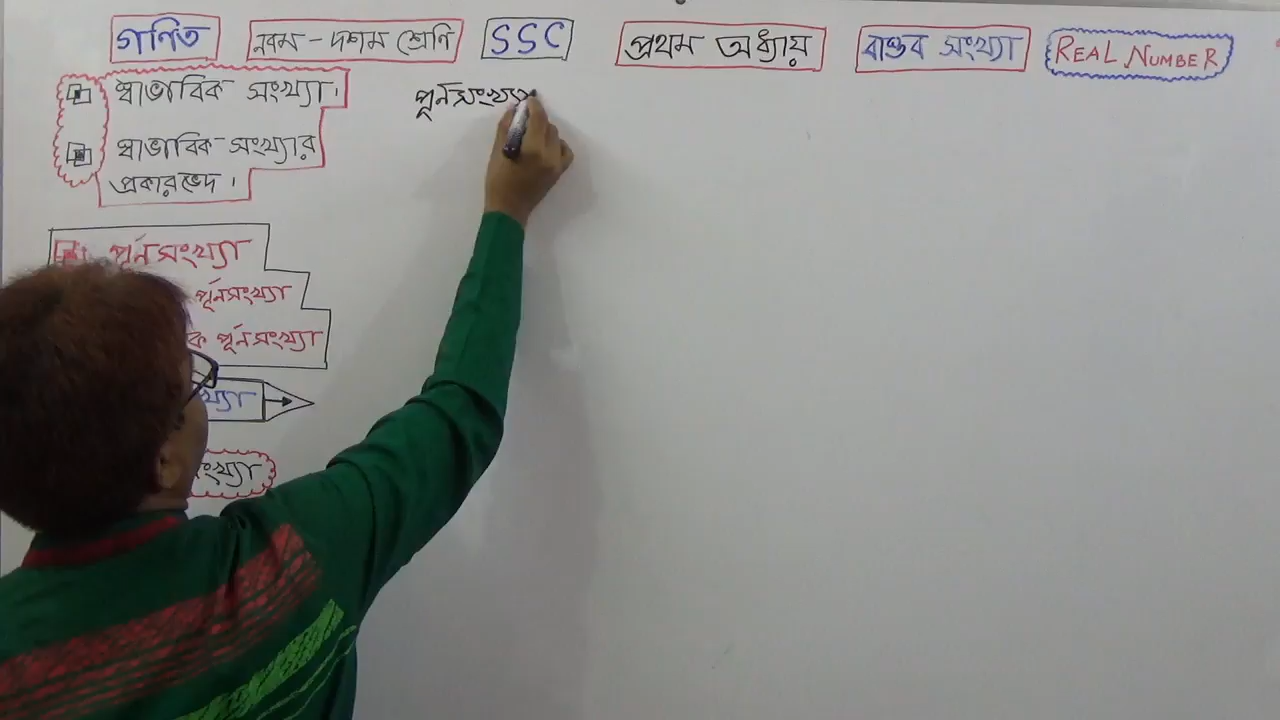 গণিত নবম - দশম শ্রেণি SSC প্রথম অধ্যায় বাস্তব সংখ্যা REAL NUMBER
স্বাভাবিক সংখ্যা।
স্বাভাবিক সংখ্যার
প্রকারভেদ।
পূর্নসংখ্যা
পূর্নসংখ্যা
ক পূর্নসংখ্যা
খ্যা
সংখ্যা
পূর্নসংখ্যা